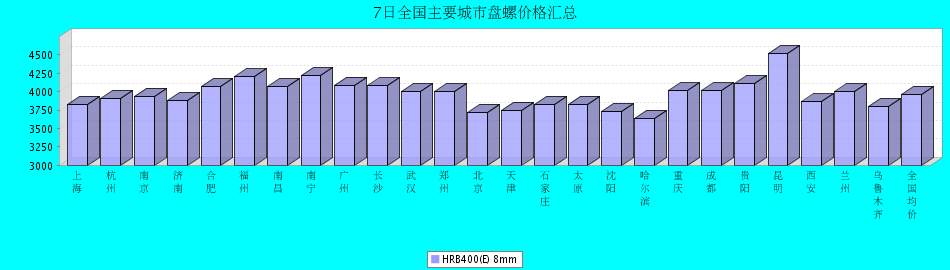 7日全国主要城市盘螺价格汇总
4500
4250
4000
3750
3500
3250
3000
上海
杭州
南京
济南
合肥
福州
南昌
南宁
广州
长沙
武汉
郑州
北京
天津
石家庄
太原
沈阳
哈尔滨
重庆
成都
贵阳
昆明
西安
兰州
乌鲁木齐
全国均价
HRB400(E) 8mm